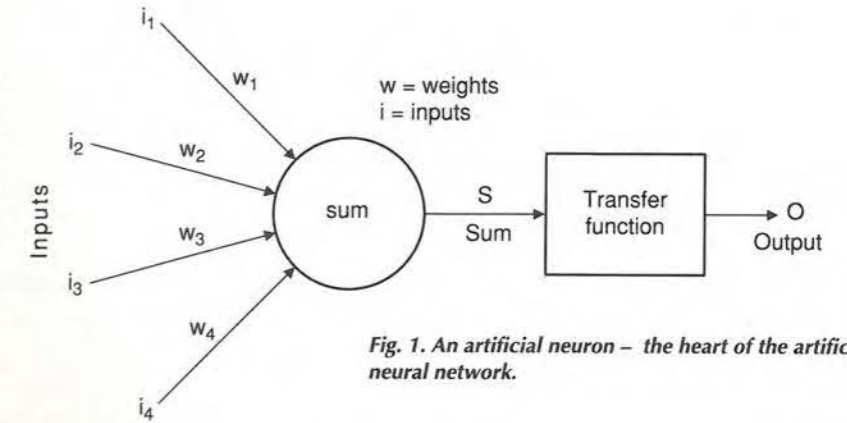 i1
w1
w = weights
i = inputs
i2
w2
Inputs
sum
S
Sum
Transfer
function
O
Output
w3
i3
w4
i4
Fig. 1. An artificial neuron – the heart of the artific
neural network.